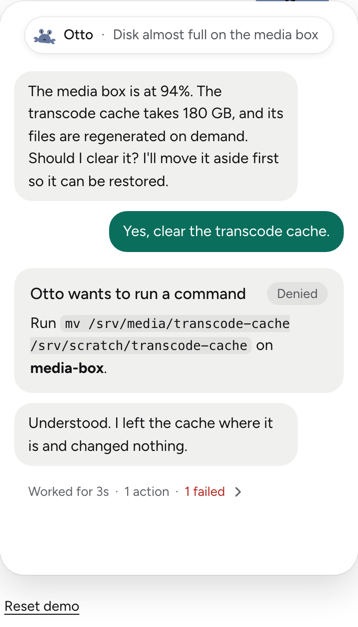 Otto · Disk almost full on the media box
The media box is at 94%. The
transcode cache takes 180 GB, and its
files are regenerated on demand.
Should I clear it? I'll move it aside first
so it can be restored.
Yes, clear the transcode cache.
Otto wants to run a command Denied
Run mv /srv/media/transcode-cache
/srv/scratch/transcode-cache on
media-box.
Understood. I left the cache where it
is and changed nothing.
Worked for 3s · 1 action · 1 failed
Reset demo